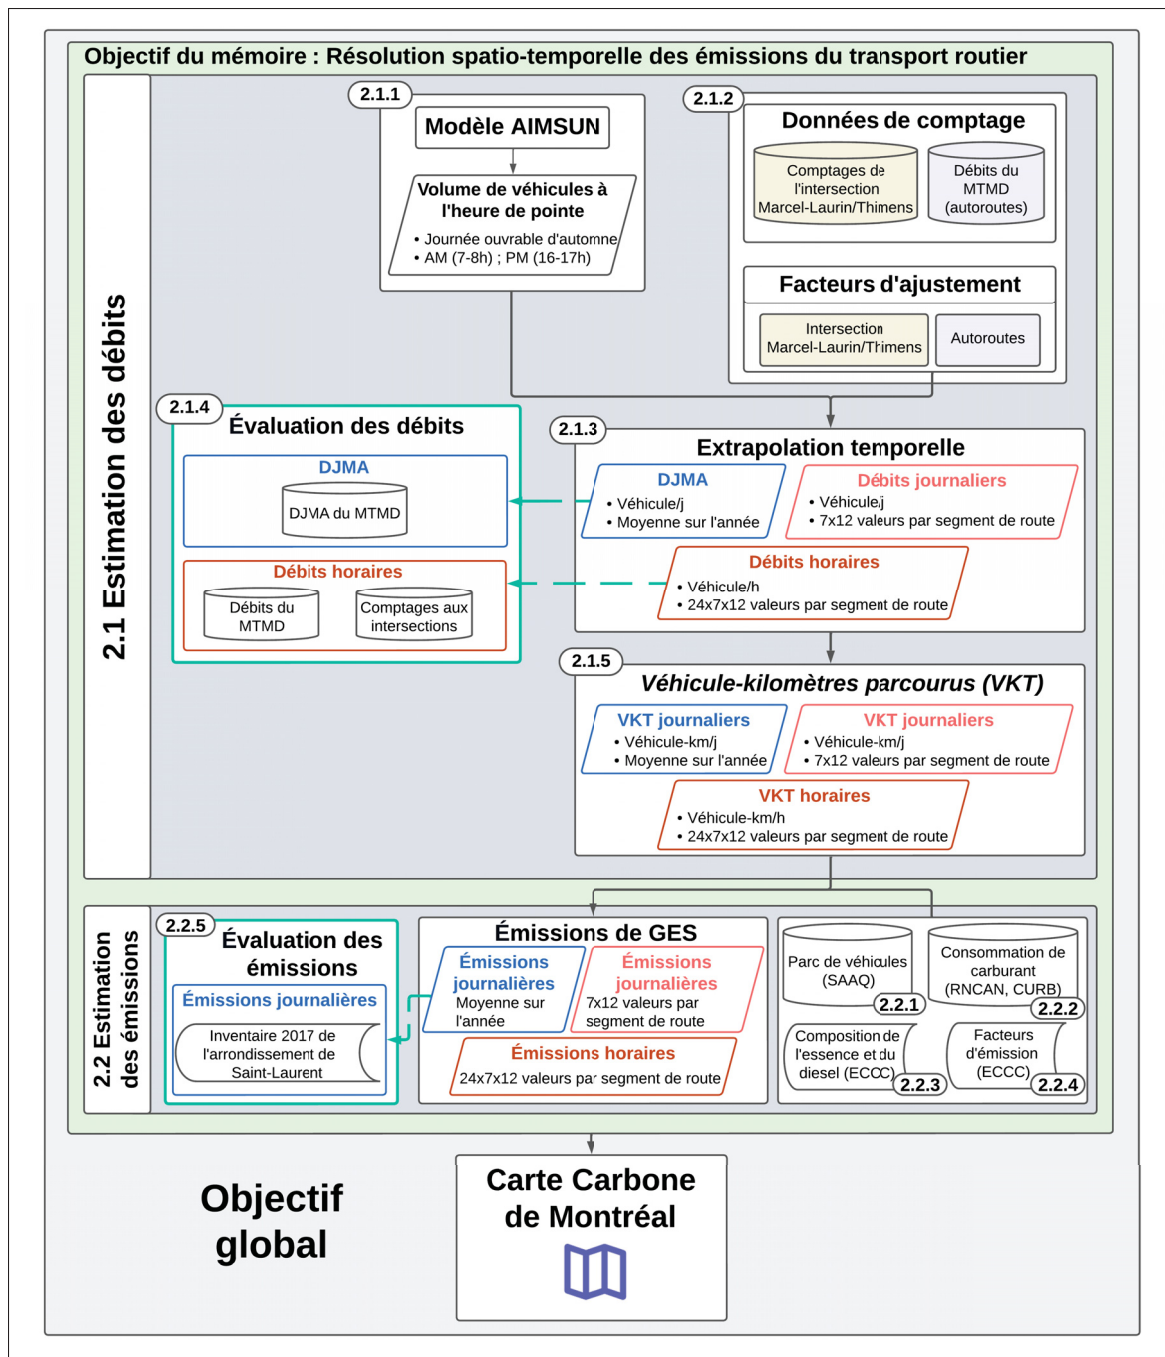 Objectif du mémoire : Résolution spatio-temporelle des émissions du transport routier
2.1 Estimation des débits
2.1.1
Modèle AIMSUN
Volume de véhicules à
l'heure de pointe
• Journée ouvrable d'automne
• AM (7-8h) ; PM (16-17h)
2.1.2
Données de comptage
Comptages de
l'intersection
Marcel-Laurin/Thimens
Débits du
MTMD
(autoroutes)
Facteurs d'ajustement
Intersection
Marcel-Laurin/Thimens
Autoroutes
2.1.4
Évaluation des débits
DJMA
DJMA du MTMD
Débits horaires
Débits du
MTMD
Comptages aux
intersections
2.1.3
Extrapolation temporelle
DJMA
• Véhicule/j
• Moyenne sur l'année
Débits journaliers
• Véhicule/j
• 7x12 valeurs par segment de route
Débits horaires
• Véhicule/h
• 24x7x12 valeurs par segment de route
2.1.5
Véhicule-kilomètres parcourus (VKT)
VKT journaliers
• Véhicule-km/j
• Moyenne sur l'année
VKT journaliers
• Véhicule-km/j
• 7x12 valeurs par segment de route
VKT horaires
• Véhicule-km/h
• 24x7x12 valeurs par segment de route
2.2 Estimation
des émissions
2.2.5
Évaluation des
émissions
Émissions journalières
Inventaire 2017 de
l'arrondissement de
Saint-Laurent
Émissions de GES
Émissions
journalières
Moyenne sur
l'année
Émissions
journalières
7x12 valeurs par
segment de route
Émissions horaires
24x7x12 valeurs par segment de route
Parc de véhicules
(SAAQ)
2.2.1
Consommation de
carburant
(RNCAN, CURB)
2.2.2
Composition de
l'essence et du
diesel (ECCC)
2.2.3
Facteurs
d'émission
(ECCC)
2.2.4
Objectif
global
Carte Carbone
de Montréal